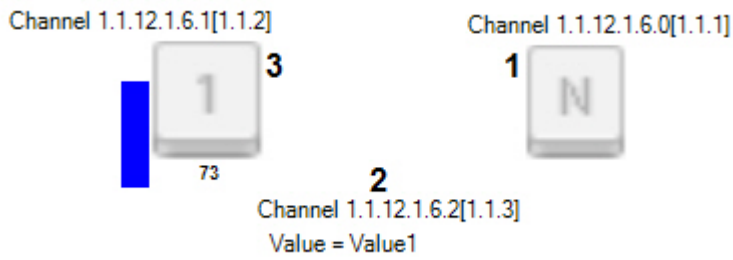 Channel 1.1.12.1.6.1[1.1.2]
Channel 1.1.12.1.6.0[1.1.1]
1
3
1
N
73
2
Channel 1.1.12.1.6.2[1.1.3]
Value = Value1